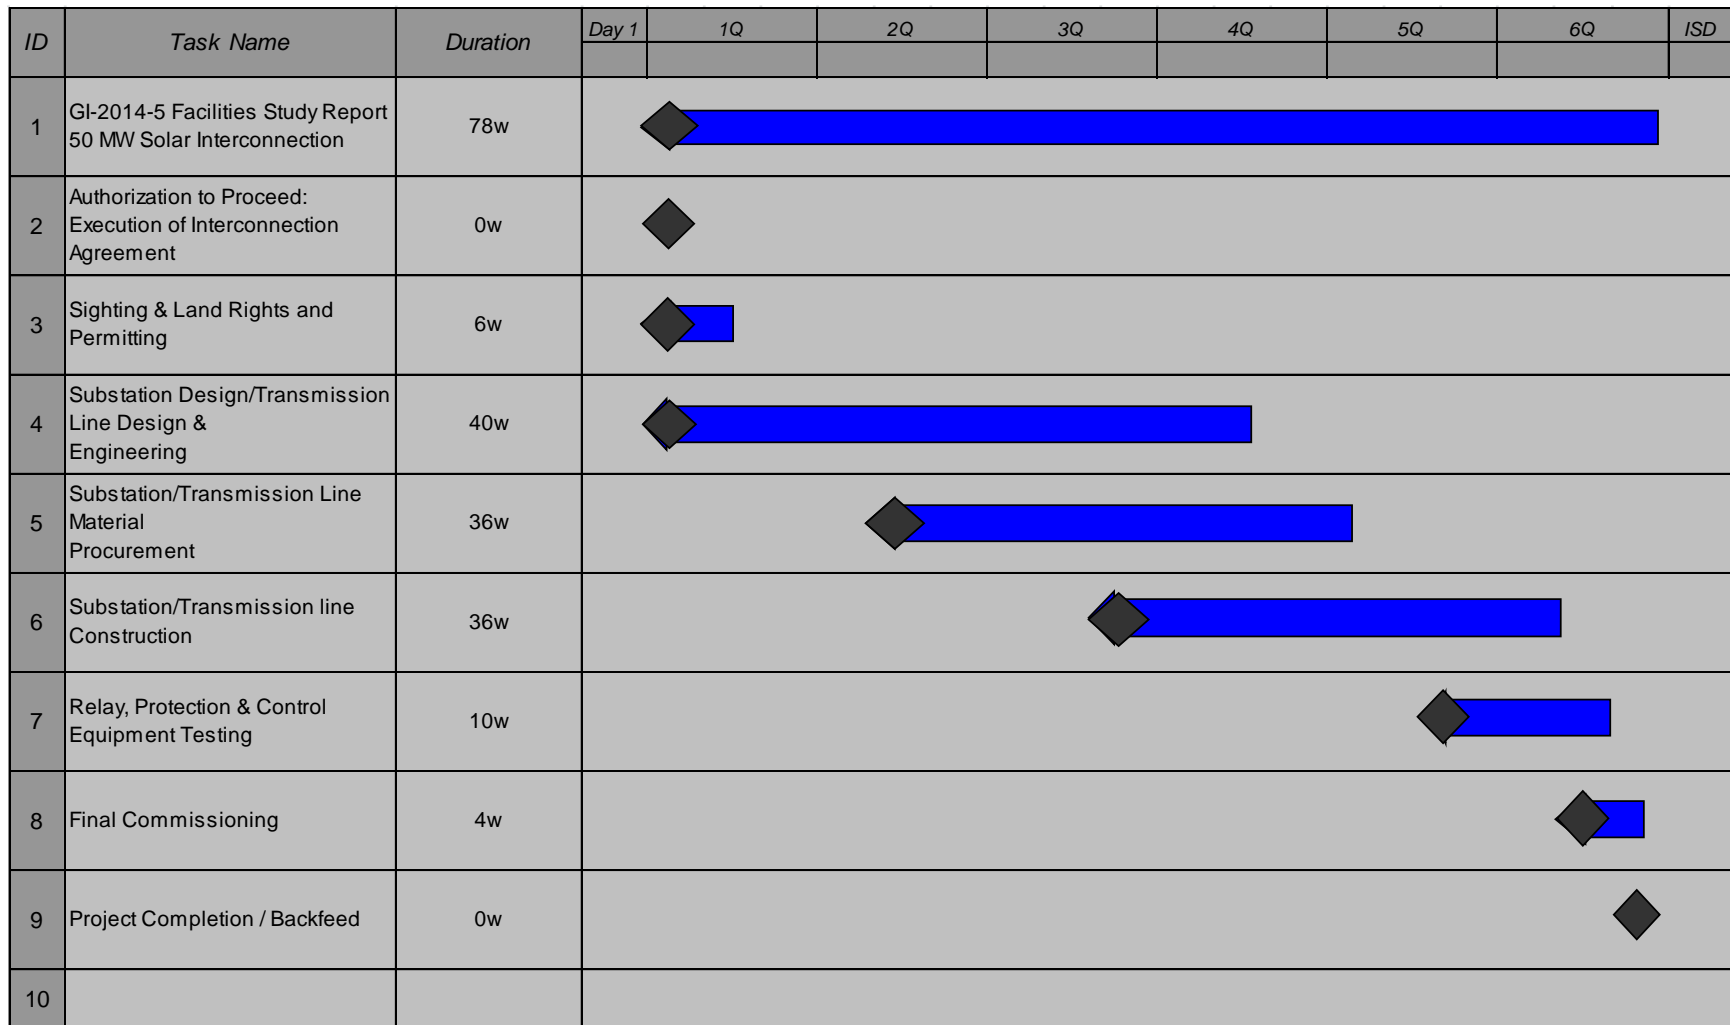 ID
Task Name
Duration
Day 1
1Q
2Q
3Q
4Q
5Q
6Q
ISD
1
GI-2014-5 Facilities Study Report
50 MW Solar Interconnection
78w
2
Authorization to Proceed:
Execution of Interconnection
Agreement
0w
3
Sighting & Land Rights and
Permitting
6w
4
Substation Design/Transmission
Line Design &
Engineering
40w
5
Substation/Transmission Line
Material
Procurement
36w
6
Substation/Transmission line
Construction
36w
7
Relay, Protection & Control
Equipment Testing
10w
8
Final Commissioning
4w
9
Project Completion / Backfeed
0w
10